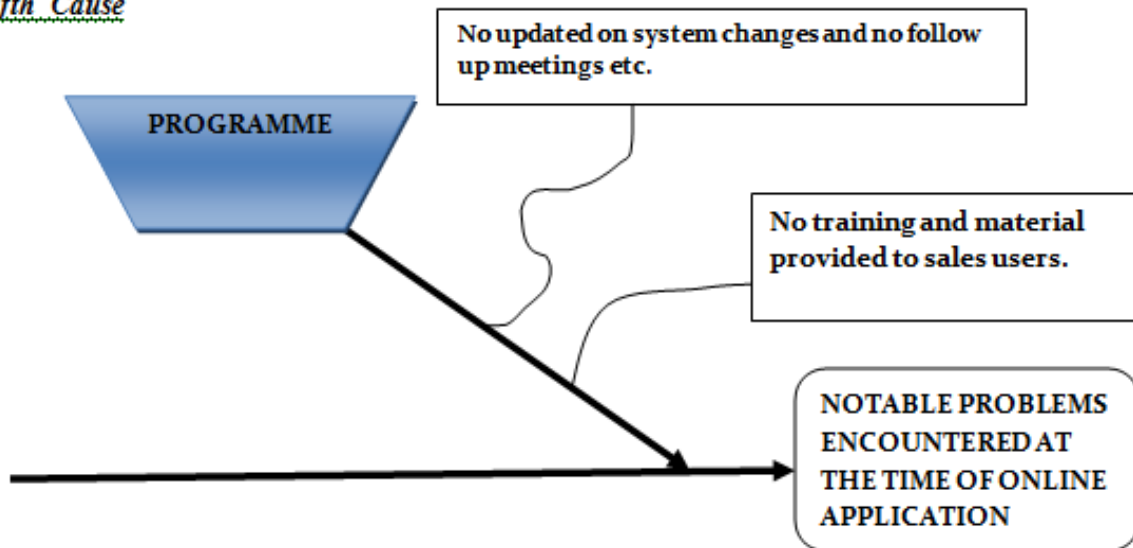 Cause
No updated on system changes and no follow
up meetings etc.
PROGRAMME
No training and material
provided to sales users.
NOTABLE PROBLEMS
ENCOUNTERED AT
THE TIME OF ONLINE
APPLICATION